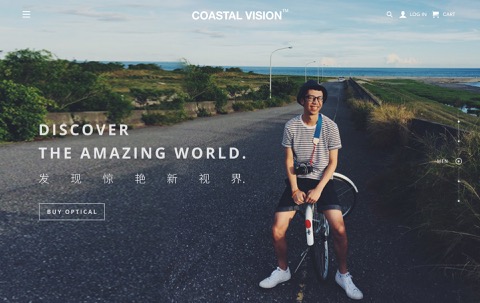 COASTAL VISION™
LOG IN
CART
DISCOVER
THE AMAZING WORLD.
发 现 惊 艳 新 视 界.
MEN
BUY OPTICAL